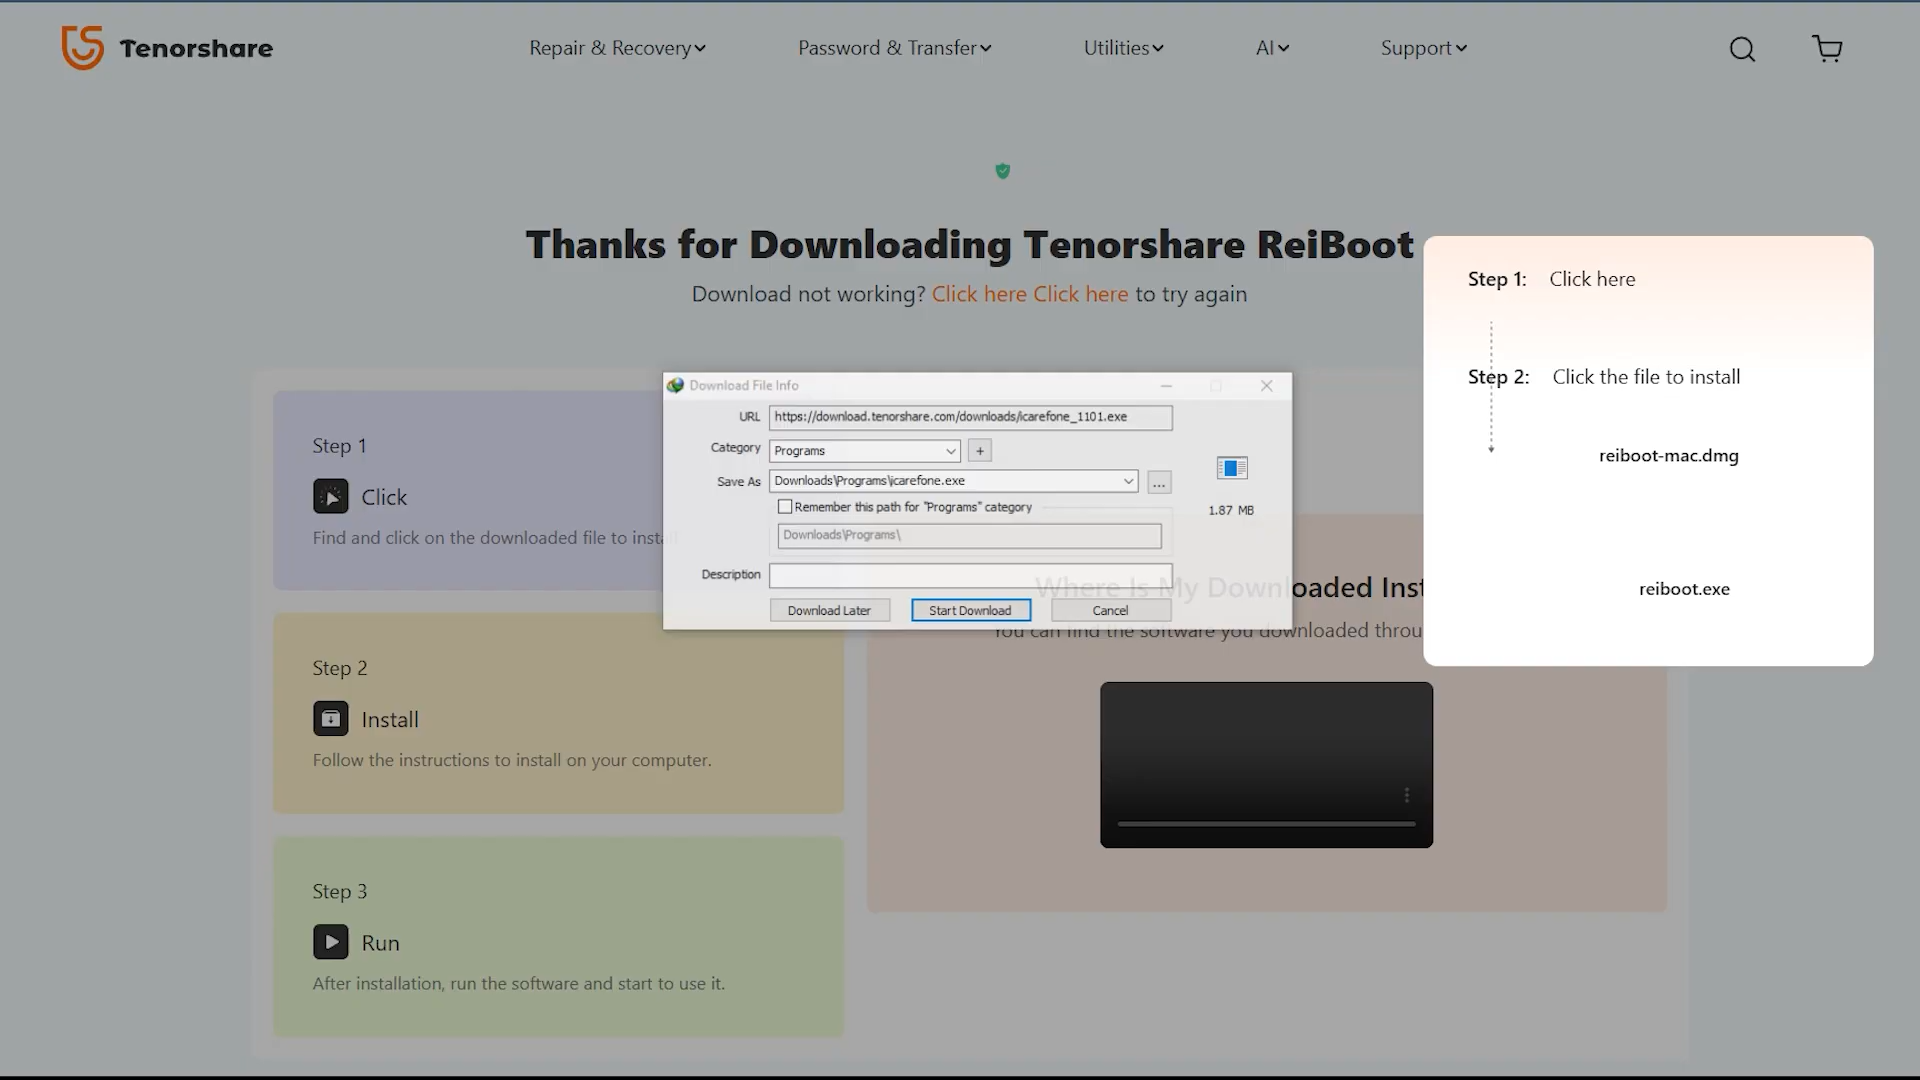 Tenorshare
Repair & Recovery
Password & Transfer
Utilities
AI
Support
Thanks for Downloading Tenorshare ReiBoot
Download not working? Click here Click here to try again
Step 1
Click
Find and click on the downloaded file to install
Step 2
Install
Follow the instructions to install on your computer.
Step 3
Run
After installation, run the software and start to use it.
Download File Info
URL https://download.tenorshare.com/downloads/icarefone_1101.exe
Category Programs +
Save As Downloads\Programs\icarefone.exe ...
Remember this path for "Programs" category
Downloads\Programs\
1.87 MB
Description
Download Later Start Download Cancel
Where Is My Downloaded Inst
You can find the software you downloaded throu
Step 1: Click here
Step 2: Click the file to install
reiboot-mac.dmg
reiboot.exe